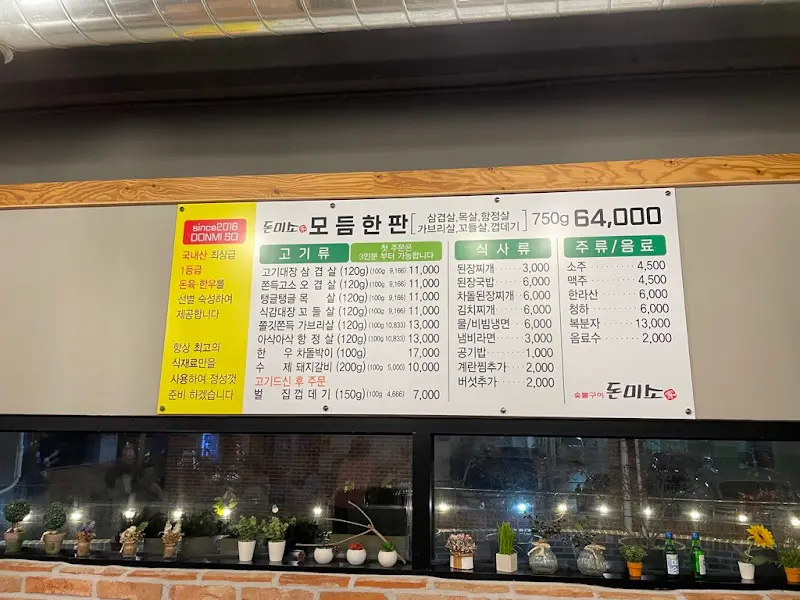 since2016
DONMI SO
국내산 최상급
1등급
돈육·한우를
선별 숙성하여
제공합니다
항상 최고의
식재료만을
사용하여 정성껏
준비 하겠습니다
돈미소 모듬한판 [삼겹살,목살,항정살 가브리살,꼬들살,껍데기] 750g 64,000
고기류 첫 주문은 3인분 부터 가능합니다
고기대장 삼겹살 (120g) (100g 9,166) 11,000
쫀득고소 오겹살 (120g) (100g 9,166) 11,000
탱글탱글 목살 (120g) (100g 9,166) 11,000
식감대장 꼬들살 (120g) (100g 9,166) 11,000
쫄깃쫀득 가브리살 (120g) (100g 10,833) 13,000
아삭아삭 항정살 (120g) (100g 10,833) 13,000
한우 차돌박이 (100g) 17,000
수제 돼지갈비 (200g) (100g 5,000) 10,000
고기드신 후 주문
벌집껍데기 (150g) (100g 4,666) 7,000
식사류
된장찌개 3,000
된장국밥 6,000
차돌된장찌개 6,000
김치찌개 6,000
물/비빔냉면 6,000
냄비라면 3,000
공기밥 1,000
계란찜추가 2,000
버섯추가 2,000
주류/음료
소주 4,500
맥주 4,500
한라산 6,000
청하 6,000
복분자 13,000
음료수 2,000
숯불구이 돈미소